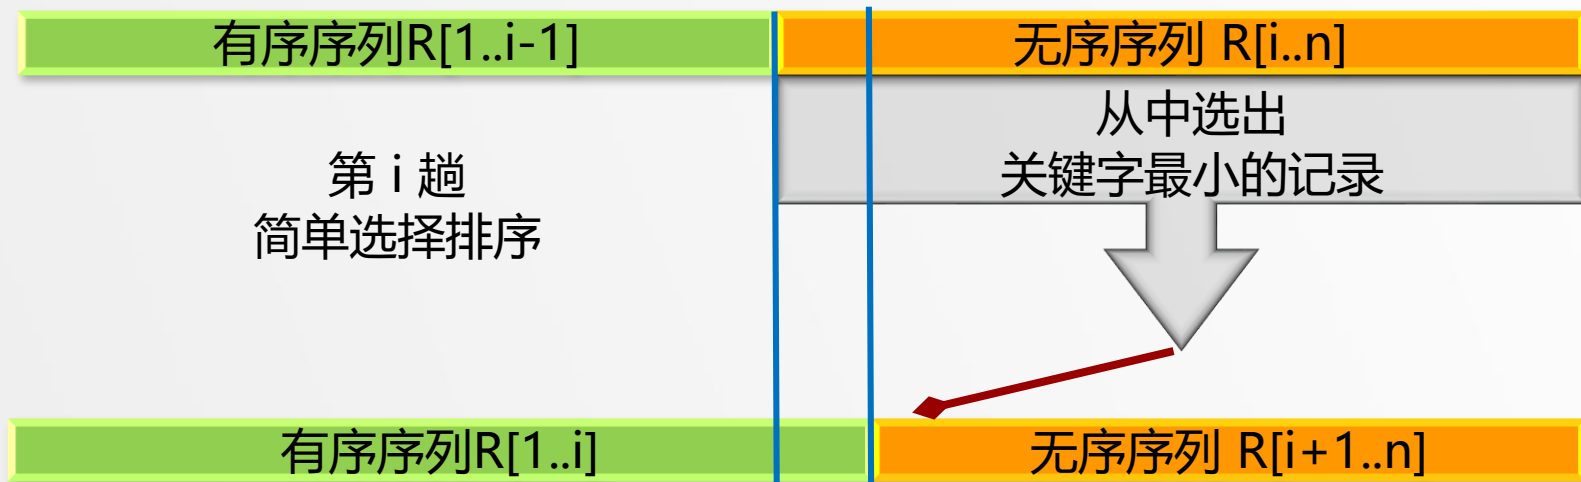 有序序列R[1..i-1]
无序序列 R[i..n]
从中选出
关键字最小的记录
第 i 趟
简单选择排序
有序序列R[1..i]
无序序列 R[i+1..n]